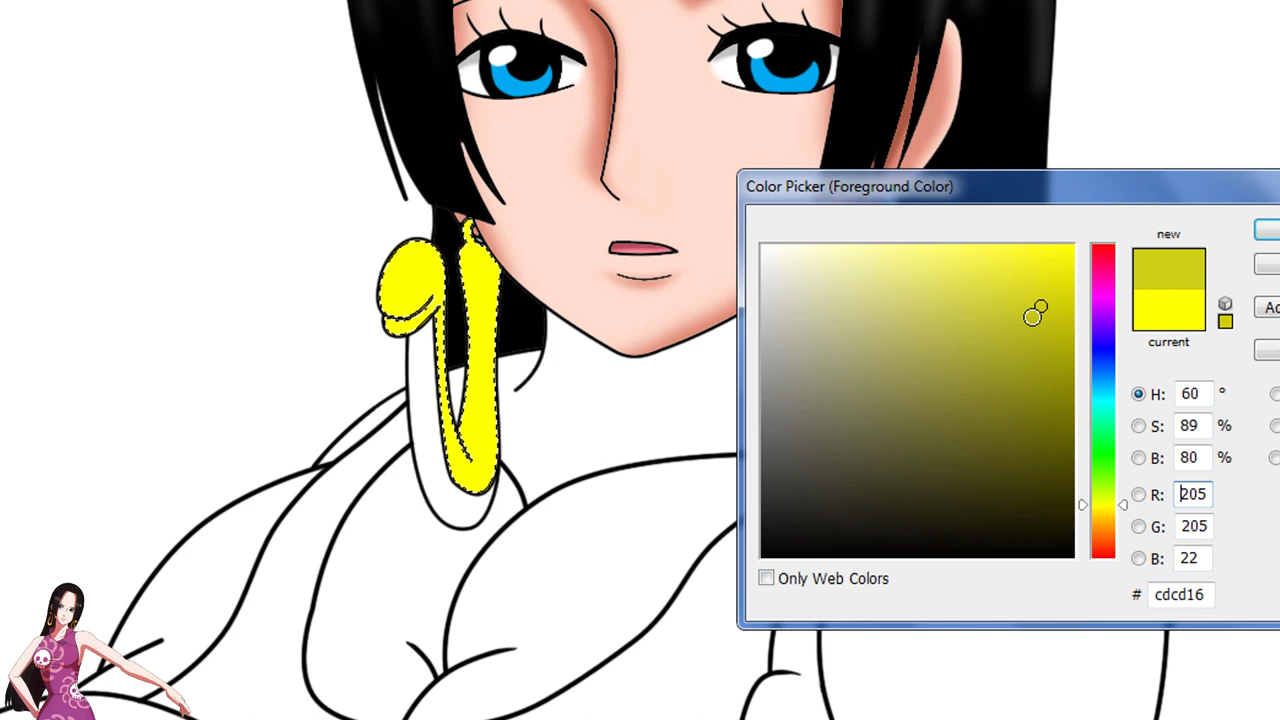 Color Picker (Foreground Color)
new
current
H: 60 °
S: 89 %
B: 80 %
R: 205
G: 205
B: 22
Only Web Colors
# cdcd16